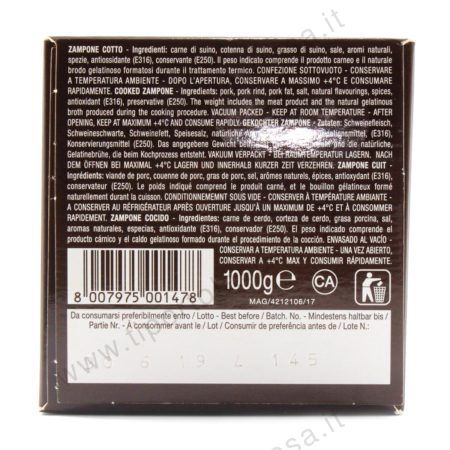 ZAMPONE COTTO - Ingredienti: carne di suino, cotenna di suino, grasso di suino, sale, aromi naturali,
spezie, antiossidante (E316), conservante (E250). Il peso indicato comprende il prodotto carneo e il naturale
brodo gelatinoso formatosi durante il trattamento termico. CONFEZIONE SOTTOVUOTO - CONSERVARE
A TEMPERATURA AMBIENTE - DOPO L'APERTURA, CONSERVARE A MASSIMO +4°C E CONSUMARE
RAPIDAMENTE. COOKED ZAMPONE: Ingredients: pork, pork rind, pork fat, salt, natural flavourings, spices,
antioxidant (E316), preservative (E250). The weight includes the meat product and the natural gelatinous
broth produced during the cooking procedure. VACUUM PACKED - KEEP AT ROOM TEMPERATURE - AFTER
OPENING, KEEP AT MAXIMUM +4°C AND CONSUME RAPIDLY. GEKOCHTER ZAMPONE - Zutaten: Schweinefleisch,
Schweineschwarte, Schweinefett, Speisesalz, natürliche
Konservierungsmittel (E250). Das angegebene Gewicht
Gelatinebrühe, die beim Kochprozess entsteht. VAKUUM VERPACKT - BEI RAUMTEMPERATUR LAGERN. NACH
DEM ÖFFNEN BEI MAXIMAL +4°C LAGERN UND INNERHALB KURZER ZEIT VERZEHREN. ZAMPONE CUIT - Ingrédients:
viande de porc, couenne de porc, gras de porc, sel, arômes naturels, épices, antioxydant (E316),
conservateur (E250). Le poids indiqué comprend le produit carné, et le bouillon gélatineux formé
naturellement durant la cuisson. CONDITIONNEMENT SOUS VIDE - CONSERVER À TEMPÉRATURE AMBIANTE
- CONSERVER AU RÉFRIGÉRATEUR APRÈS OUVERTURE JUSQU'À UN MAXIMUM DE +4°C ET À CONSOMMER
RAPIDEMENT. ZAMPONE COCIDO - Ingredientes: carne de cerdo, corteza de cerdo, grasa porcina, sal,
aromas naturales, especias, antioxidante (E316), conservador (E250). El peso indicado comprende el
producto cárnico y el caldo gelatinoso formado durante el procedimiento de la cocción. ENVASADO AL VACÍO -
CONSERVAR A TEMPERATURA AMBIENTE - UNA VEZ ABIERTO,
CONSERVAR A +4°C MAX Y CONSUMIR RÁPIDAMENTE.
8 007975 001478
1000g e
CA
MAG/4212106/17
Da consumarsi preferibilmente entro / Lotto - Best before / Batch. No. - Mindestens haltbar bis /
Partie Nr. - A consommer avant le / Lot / Consumir de preferência antes de / Lote N.:
6 19 L 145